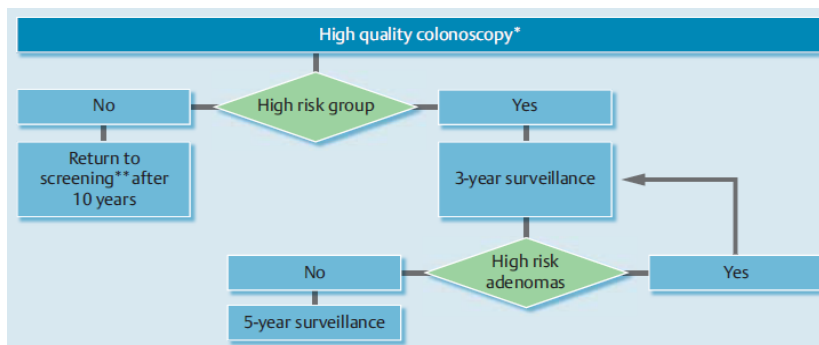 High quality colonoscopy*
No
High risk group
Yes
Return to
screening** after
10 years
3-year surveillance
No
High risk
adenomas
Yes
5-year surveillance